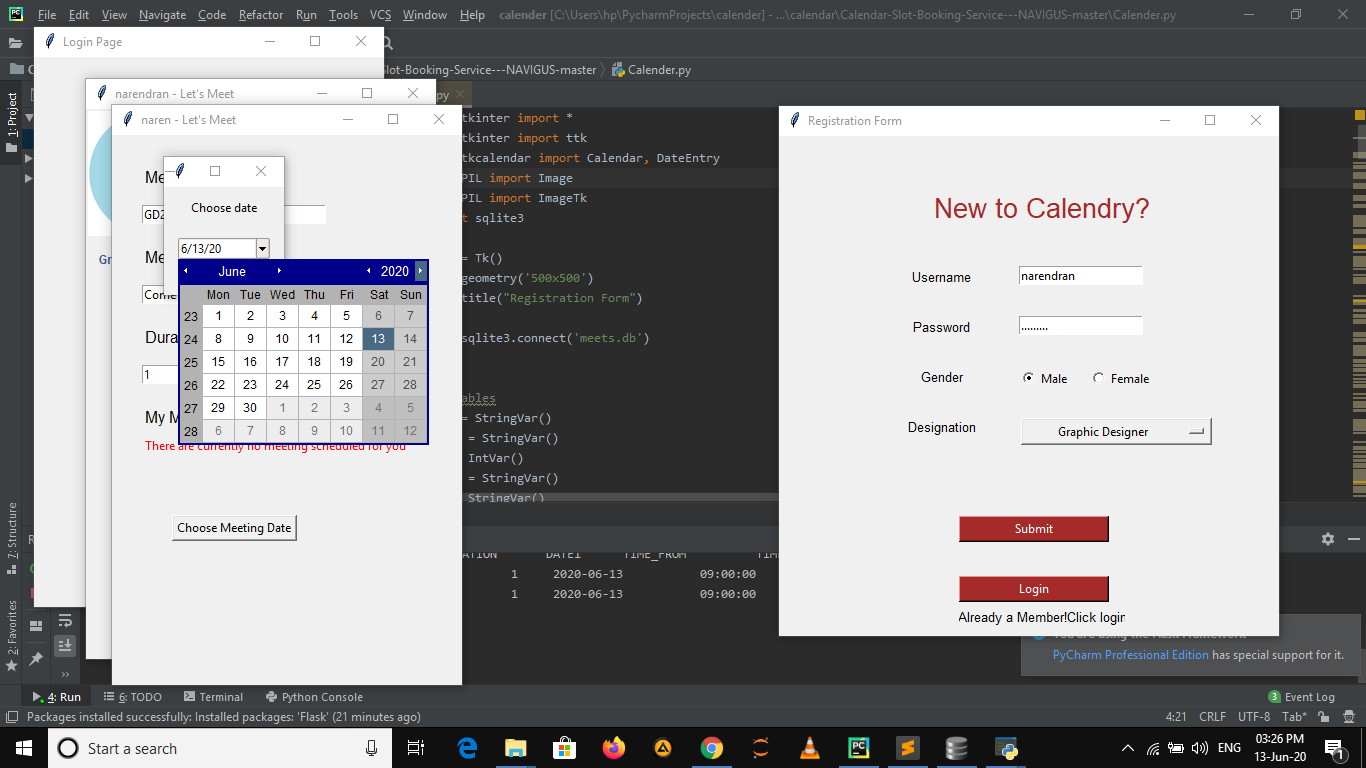 File Edit View Navigate Code Refactor Run Tools VCS Window Help calender [C:\Users\hp\PycharmProjects\calender] - ...\calendar\Calendar-Slot-Booking-Service---NAVIGUS-master\Calender.py
Login Page
Slot-Booking-Service---NAVIGUS-master Calender.py
1: Project
narendran - Let's Meet
py
naren - Let's Meet
Me
GD2
Me
Come
Dura
1
My M
There are currently no meeting scheduled for you
Choose Meeting Date
Choose date
6/13/20
June 2020
Mon Tue Wed Thu Fri Sat Sun
23 1 2 3 4 5 6 7
24 8 9 10 11 12 13 14
25 15 16 17 18 19 20 21
26 22 23 24 25 26 27 28
27 29 30 1 2 3 4 5
28 6 7 8 9 10 11 12
Gr
tkinter import *
tkinter import ttk
tkcalendar import Calendar, DateEntry
PIL import Image
PIL import ImageTk
t sqlite3
= Tk()
geometry('500x500')
title("Registration Form")
sqlite3.connect('meets.db')
ables
= StringVar()
= StringVar()
IntVar()
= StringVar()
StringVar()
Registration Form
New to Calendry?
Username narendran
Password .........
Gender Male Female
Designation Graphic Designer
Submit
Login
Already a Member!Click login
ATION DATE1 TIME_FROM TIM
1 2020-06-13 09:00:00
1 2020-06-13 09:00:00
You are using the Flask Framework
PyCharm Professional Edition has special support for it.
7: Structure
2: Favorites
4: Run 6: TODO Terminal Python Console 3 Event Log
Packages installed successfully: Installed packages: 'Flask' (21 minutes ago) 4:21 CRLF UTF-8 Tab*
Start a search
ENG
03:26 PM
13-Jun-20
1